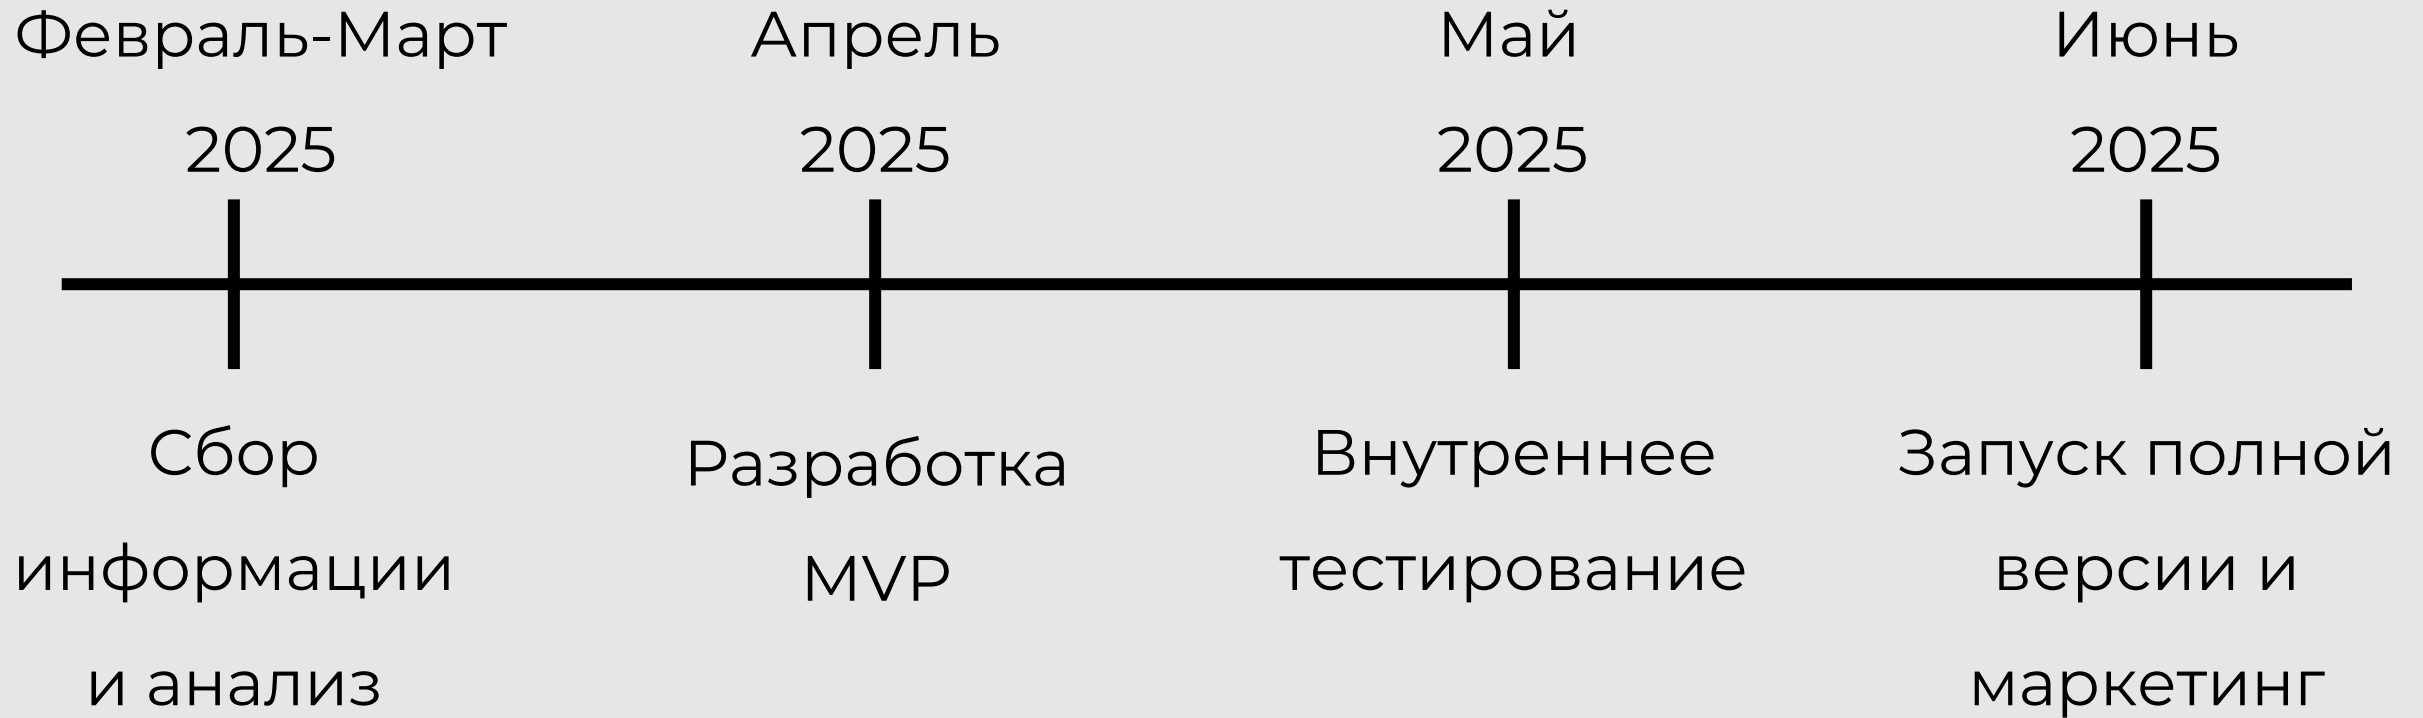 Февраль-Март
2025
Апрель
2025
Май
2025
Июнь
2025
Сбор
информации
и анализ
Разработка
MVP
Внутреннее
тестирование
Запуск полной
версии и
маркетинг